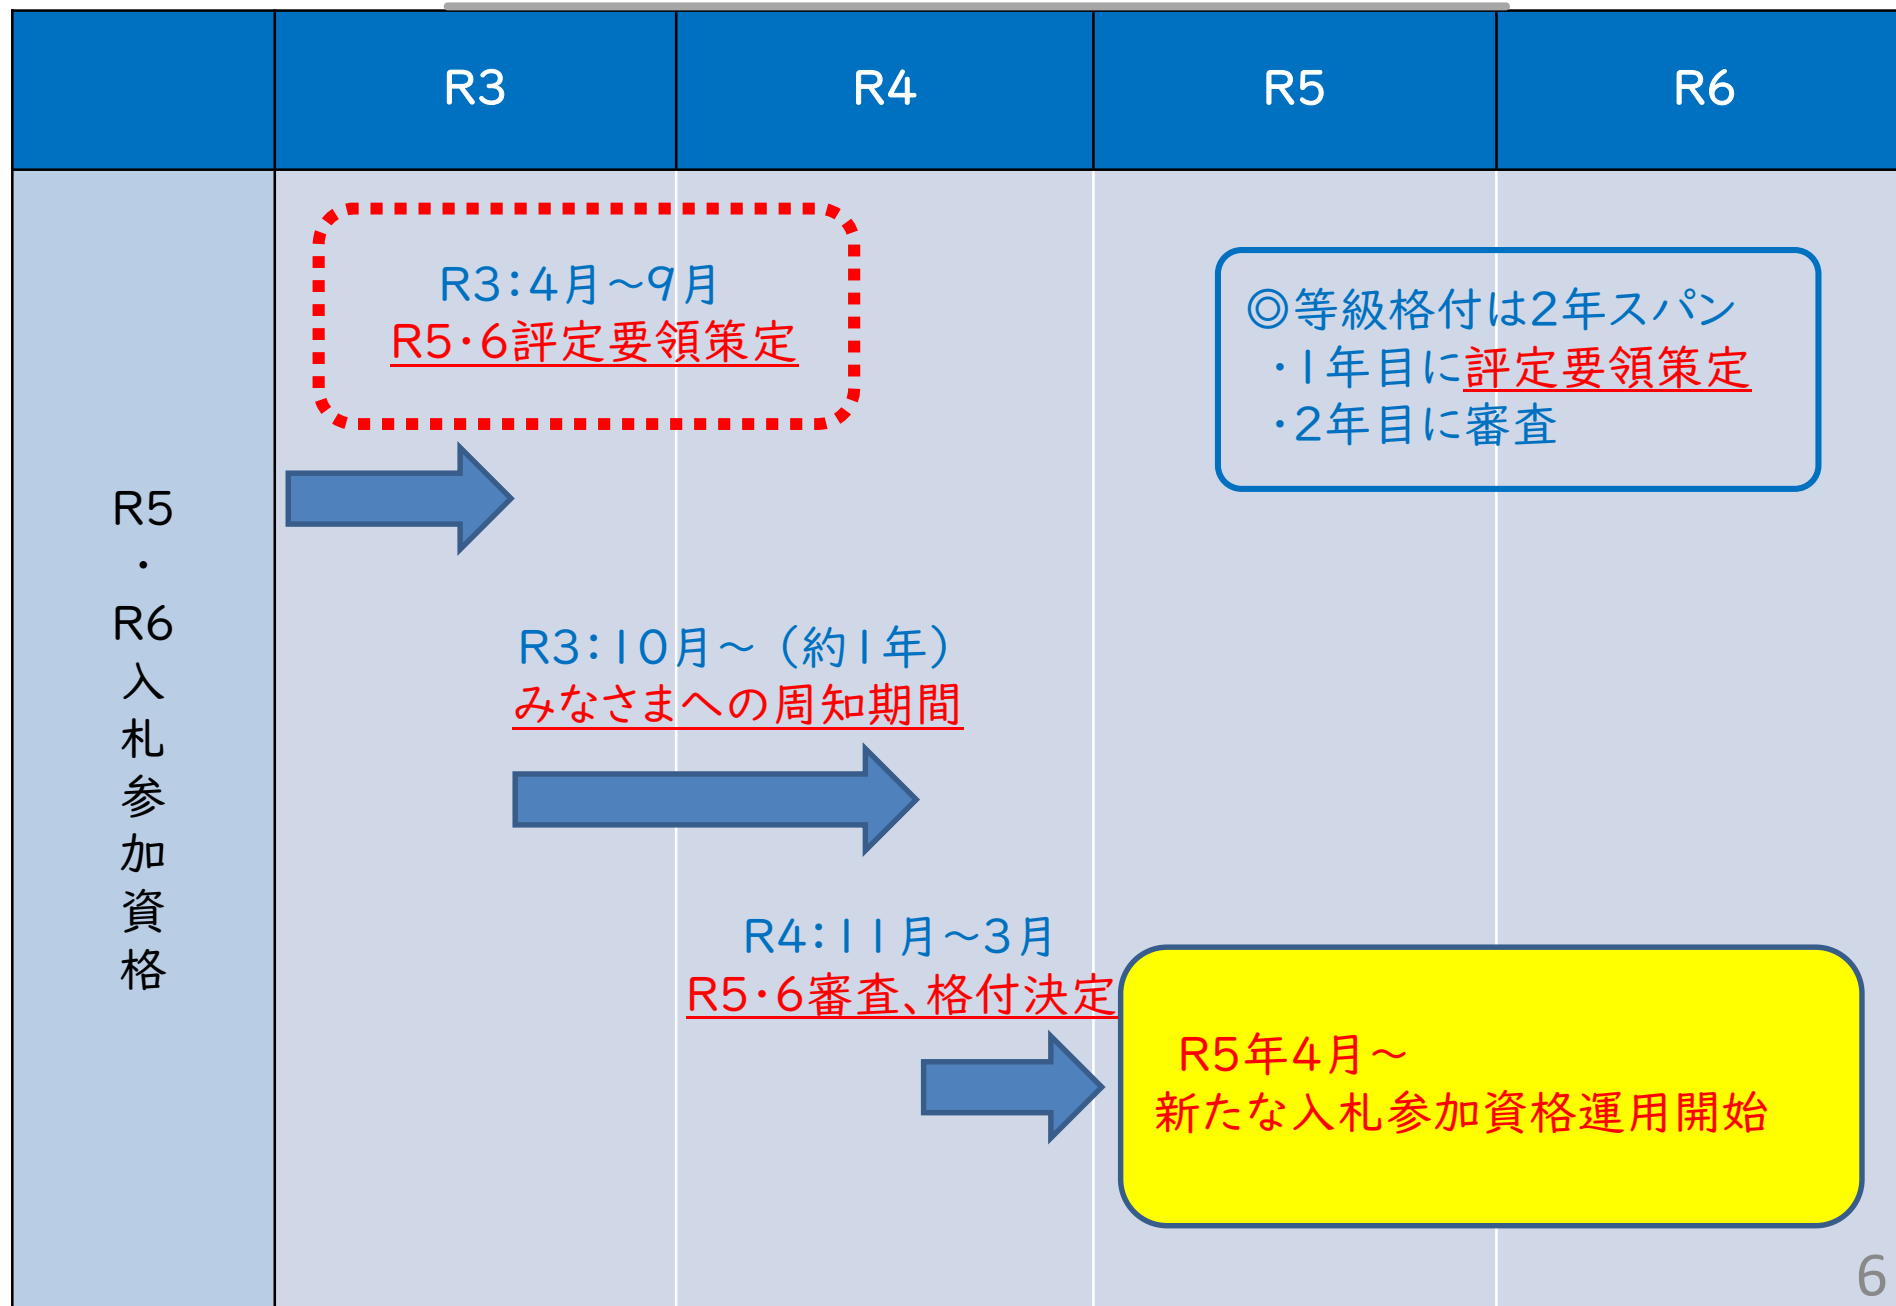 R3
R4
R5
R6
R5
・
R6
入
札
参
加
資
格
R3：4月～9月
R5・6評定要領策定
◎等級格付は2年スパン
・1年目に評定要領策定
・2年目に審査
R3：10月～（約1年）
みなさまへの周知期間
R4：11月～3月
R5・6審査、格付決定
R5年4月～
新たな入札参加資格運用開始
6